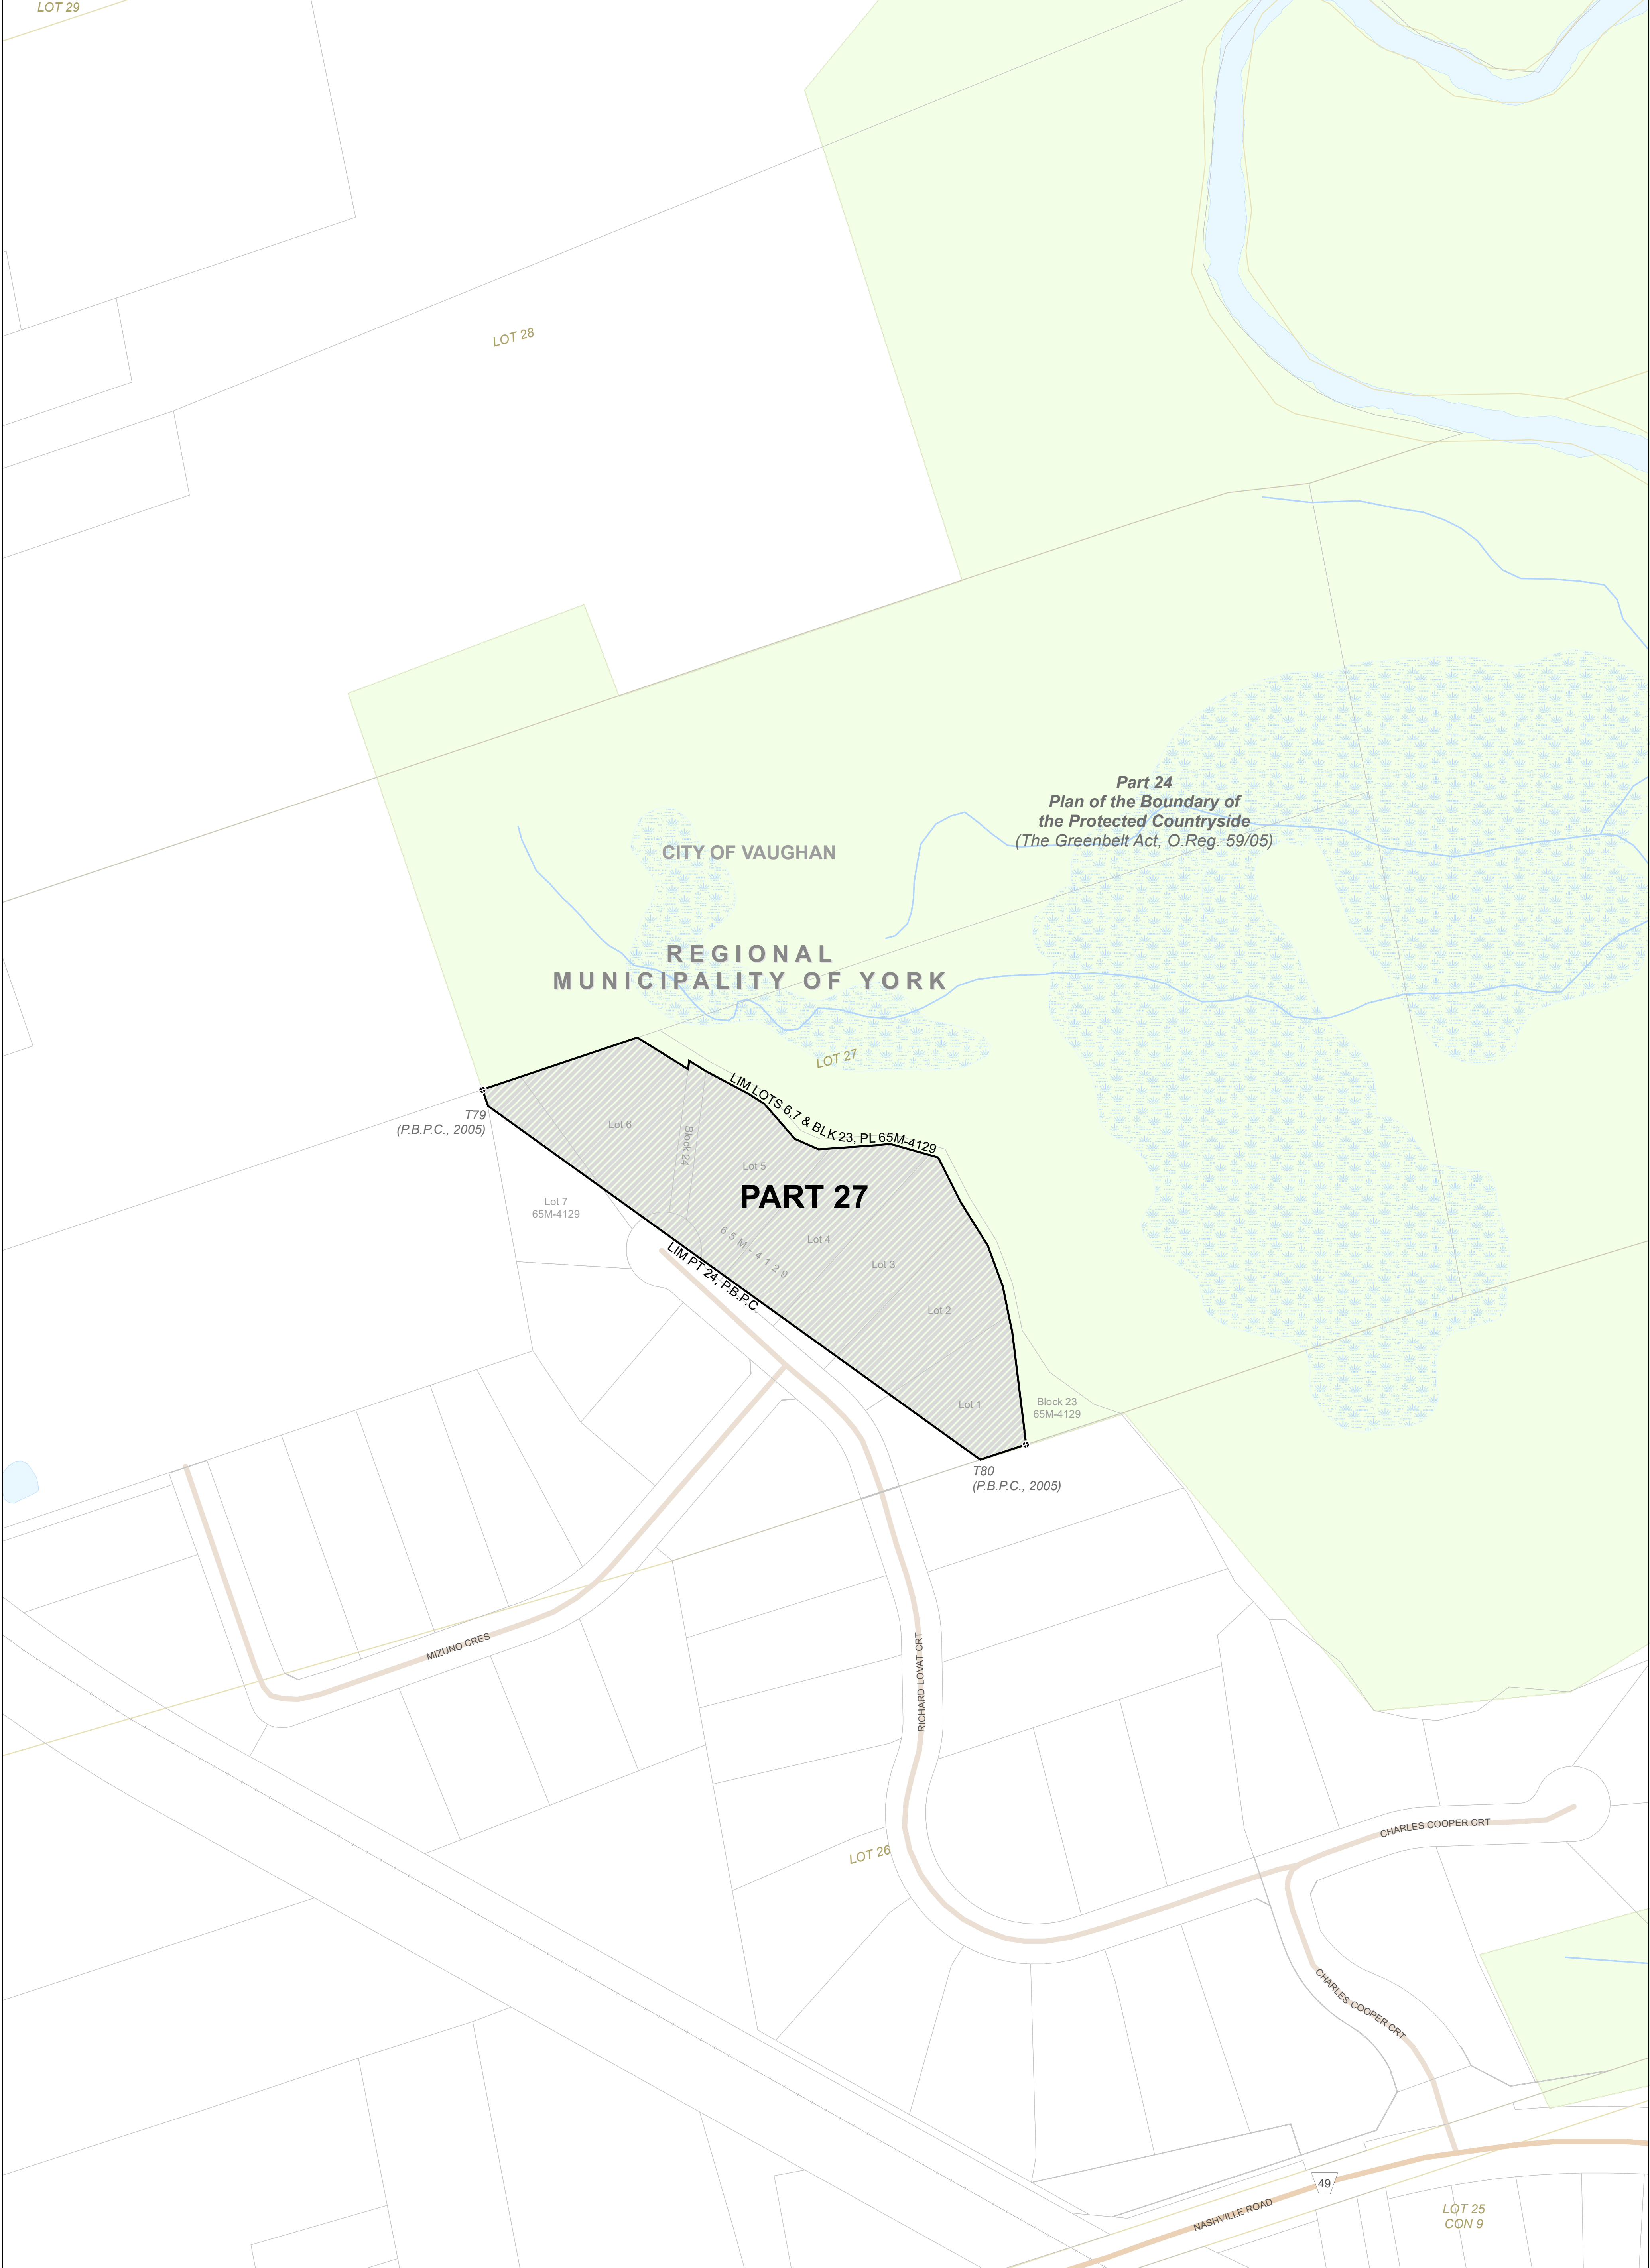 LOT 29
LOT 28
Part 24
Plan of the Boundary of
the Protected Countryside
(The Greenbelt Act, O.Reg. 59/05)
CITY OF VAUGHAN
REGIONAL
MUNICIPALITY OF YORK
LOT 27
LIM LOTS 6,7 & BLK 23, PL 65M-4129
T79
(P.B.P.C., 2005)
Lot 6
Block 24
Lot 5
PART 27
Lot 7
65M-4129
65M-4129
Lot 4
Lot 3
LIM PT 24, P.B.P.C.
Lot 2
Lot 1
Block 23
65M-4129
T80
(P.B.P.C., 2005)
MIZUNO CRES
RICHARD LOVAT CRT
CHARLES COOPER CRT
LOT 26
CHARLES COOPER CRT
49
NASHVILLE ROAD
LOT 25
CON 9